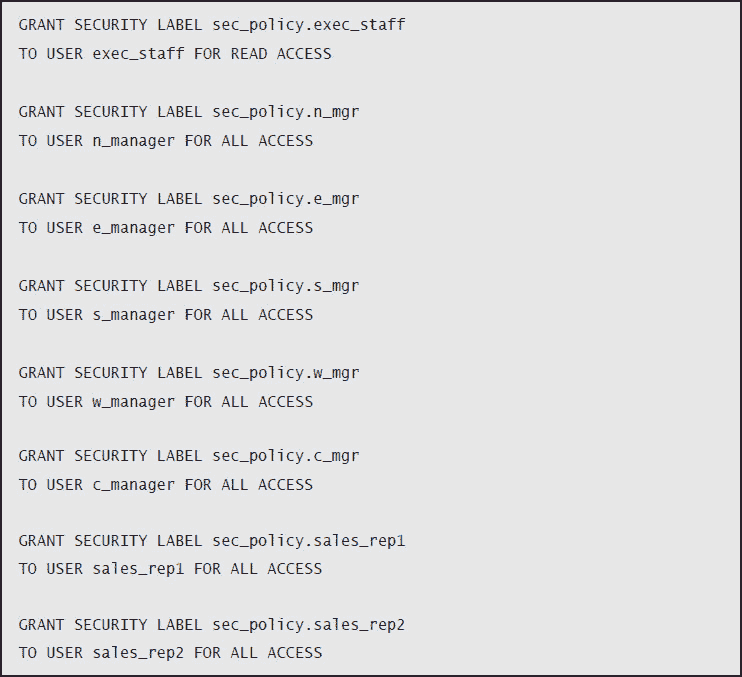 GRANT SECURITY LABEL sec_policy.exec_staff
TO USER exec_staff FOR READ ACCESS
GRANT SECURITY LABEL sec_policy.n_mgr
TO USER n_manager FOR ALL ACCESS
GRANT SECURITY LABEL sec_policy.e_mgr
TO USER e_manager FOR ALL ACCESS
GRANT SECURITY LABEL sec_policy.s_mgr
TO USER s_manager FOR ALL ACCESS
GRANT SECURITY LABEL sec_policy.w_mgr
TO USER w_manager FOR ALL ACCESS
GRANT SECURITY LABEL sec_policy.c_mgr
TO USER c_manager FOR ALL ACCESS
GRANT SECURITY LABEL sec_policy.sales_rep1
TO USER sales_rep1 FOR ALL ACCESS
GRANT SECURITY LABEL sec_policy.sales_rep2
TO USER sales_rep2 FOR ALL ACCESS